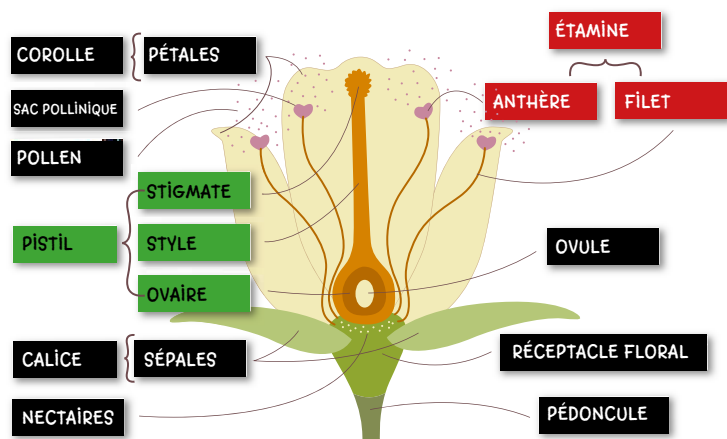 COROLLE
PÉTALES
SAC POLLINIQUE
POLLEN
STIGMATE
PISTIL
STYLE
OVAIRE
CALICE
SÉPALES
NECTAIRES
ÉTAMINE
ANTHÈRE
FILET
OVULE
RÉCEPTACLE FLORAL
PÉDONCULE